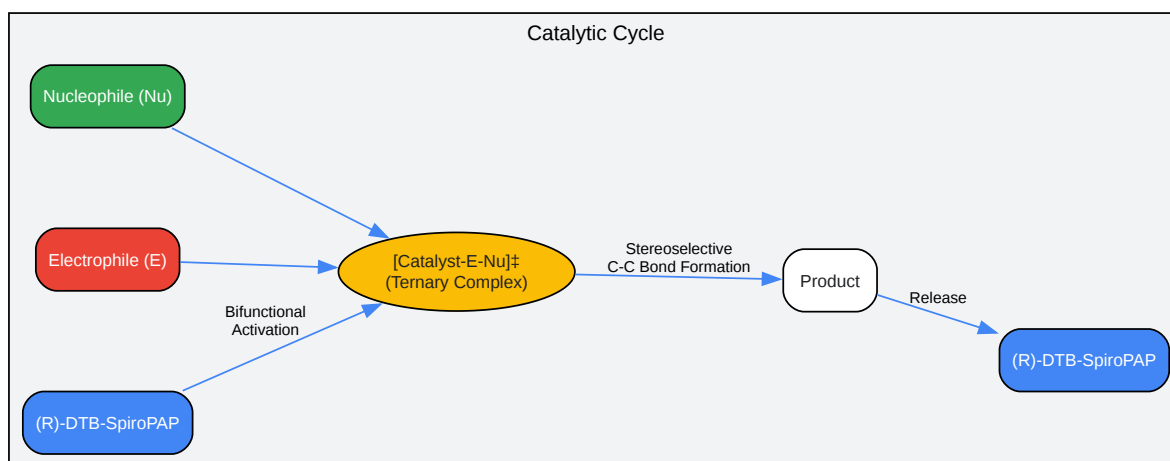 Catalytic Cycle
Nucleophile (Nu)
Electrophile (E)
[Catalyst-E-Nu]‡
(Ternary Complex)
Stereoselective
C-C Bond Formation
Product
Release
Bifunctional
Activation
(R)-DTB-SpiroPAP
(R)-DTB-SpiroPAP